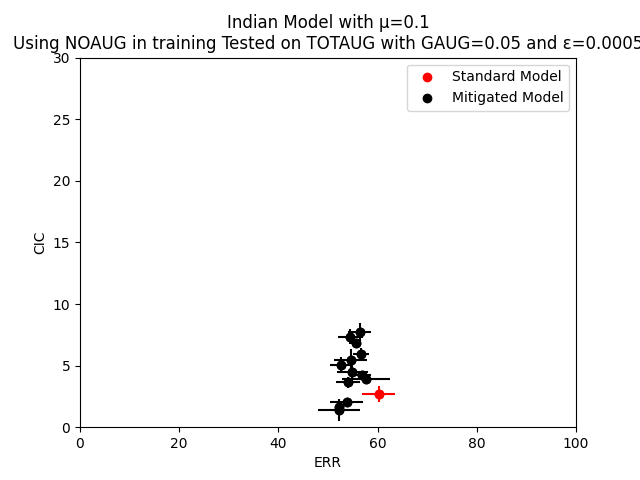 Indian Model with μ=0.1
Using NOAUG in training Tested on TOTAUG with GAUG=0.05 and ε=0.0005
Standard Model
Mitigated Model
30
25
20
15
10
5
0
CIC
0 20 40 60 80 100
ERR